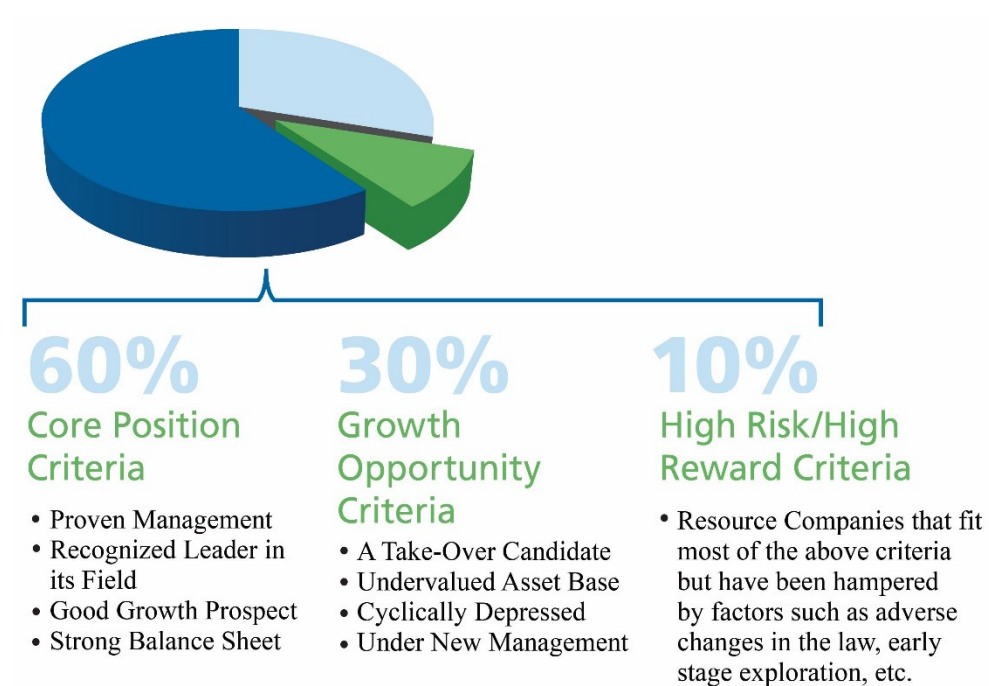 60%
Core Position
Criteria
• Proven Management
• Recognized Leader in
its Field
• Good Growth Prospect
• Strong Balance Sheet
30%
Growth
Opportunity
Criteria
• A Take-Over Candidate
• Undervalued Asset Base
• Cyclically Depressed
• Under New Management
10%
High Risk/High
Reward Criteria
• Resource Companies that fit
most of the above criteria
but have been hampered
by factors such as adverse
changes in the law, early
stage exploration, etc.